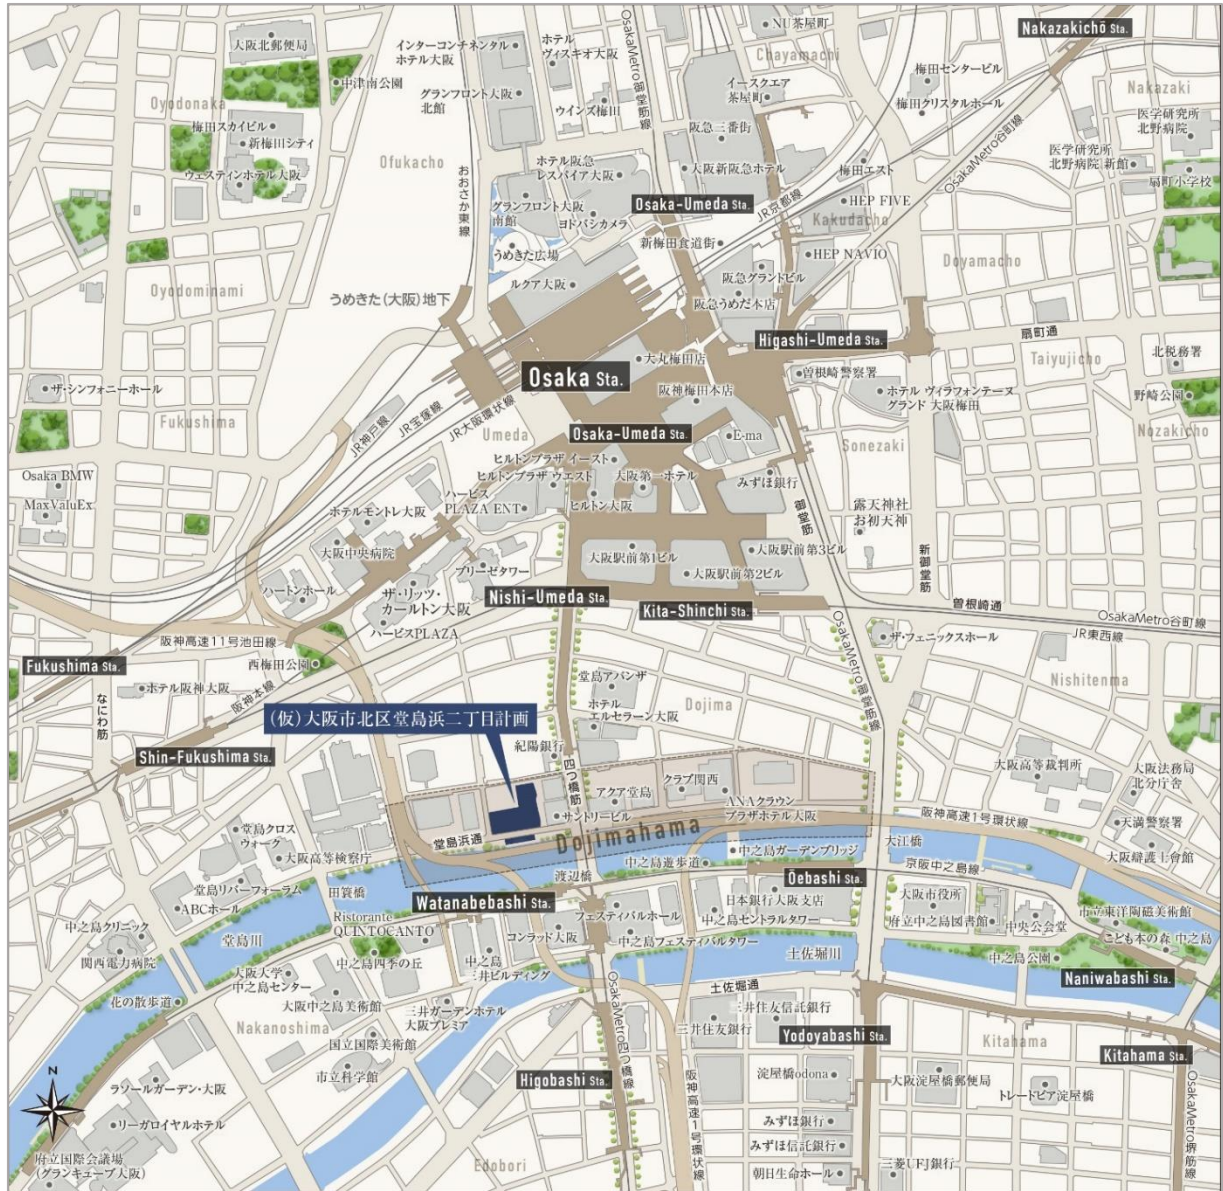 NU茶屋町
Nakazakichō Sta.
大阪北郵便局
インターコンチネンタル
ホテル大阪
ホテル
ヴィスキオ大阪
OsakaMetro御堂筋線
Chayamachi
梅田センタービル
中津南公園
イースクエア
茶屋町
Nakazaki
Oyodonaka
グランフロント大阪
北館
ウインズ梅田
梅田クリスタルホール
医学研究所
北野病院
梅田スカイビル
新梅田シティ
阪急三番街
OsakaMetro谷町線
医学研究所
北野病院 新館
Ofukacho
ホテル阪急
レスパイア大阪
大阪新阪急ホテル
梅田エスト
扇町小学校
ウェスティンホテル大阪
おおさか東線
グランフロント大阪
南館
ヨドバシカメラ
Osaka-Umeda Sta.
JR京都線
HEP FIVE
Kakudacho
新梅田食道街
うめきた広場
HEP NAVIO
Doyamacho
阪急グランドビル
Oyodominami
ルクア大阪
うめきた(大阪)地下
阪急うめだ本店
Higashi-Umeda Sta.
扇町通
Taiyujicho
北税務署
大丸梅田店
Osaka Sta.
曽根崎警察署
ザ・シンフォニーホール
阪神梅田本店
ホテル ヴィラフォンテーヌ
グランド 大阪梅田
野崎公園
Fukushima
JR神戸線
JR宝塚線
JR大阪環状線
Umeda
Osaka-Umeda Sta.
E-ma
Sonezaki
Nozakicho
ヒルトンプラザ イースト
Osaka BMW
ヒルトンプラザ ウエスト
大阪第一ホテル
みずほ銀行
MaxValuEx
ハービス
PLAZA ENT
ヒルトン大阪
御堂筋
露天神社
お初天神
ホテルモントレ大阪
大阪中央病院
大阪駅前第1ビル
大阪駅前第3ビル
新御堂筋
ブリーゼタワー
大阪駅前第2ビル
ハートンホール
ザ・リッツ・
カールトン大阪
Nishi-Umeda Sta.
Kita-Shinchi Sta.
曽根崎通
OsakaMetro谷町線
ハービスPLAZA
阪神高速11号池田線
ザ・フェニックスホール
JR東西線
Fukushima Sta.
西梅田公園
OsakaMetro御堂筋線
なにわ筋
ホテル阪神大阪
阪神本線
堂島アバンザ
Nishitenma
ホテル
エルセラーン大阪
Dojima
(仮)大阪市北区堂島浜二丁目計画
Shin-Fukushima Sta.
紀陽銀行
四つ橋筋
大阪高等裁判所
大阪法務局
北分庁舎
クラブ関西
アクア堂島
ANAクラウン
プラザホテル大阪
阪神高速1号環状線
サントリービル
天満警察署
堂島浜通
Dojimahama
堂島クロス
ウォーク
大阪高等検察庁
大江橋
大阪辯護士會館
中之島ガーデンブリッジ
中之島遊歩道
京阪中之島線
渡辺橋
堂島リバーフォーラム
田簑橋
Ōebashi Sta.
ABCホール
Watanabebashi Sta.
日本銀行大阪支店
大阪市役所
Ristorante
QUINTOCANTO
フェスティバルホール
中之島セントラルタワー
府立中之島図書館
中央公会堂
市立東洋陶磁美術館
中之島クリニック
コンラッド大阪
堂島川
中之島フェスティバルタワー
こども本の森 中之島
関西電力病院
中之島四季の丘
中之島
三井ビルディング
土佐堀川
中之島公園
大阪大学
中之島センター
Naniwabashi Sta.
花の散歩道
大阪中之島美術館
土佐堀通
三井ガーデンホテル
大阪プレミア
三井住友信託銀行
Nakanoshima
三井住友銀行
Yodoyabashi Sta.
国立国際美術館
OsakaMetro四つ橋線
Kitahama
Kitahama Sta.
市立科学館
Higobashi Sta.
淀屋橋odona
大阪淀屋橋郵便局
N
ラソールガーデン・大阪
阪神高速1号環状線
トレードピア淀屋橋
OsakaMetro堺筋線
リーガロイヤルホテル
みずほ銀行
みずほ信託銀行
府立国際会議場
(グランキューブ大阪)
Edobori
朝日生命ホール
三菱UFJ銀行